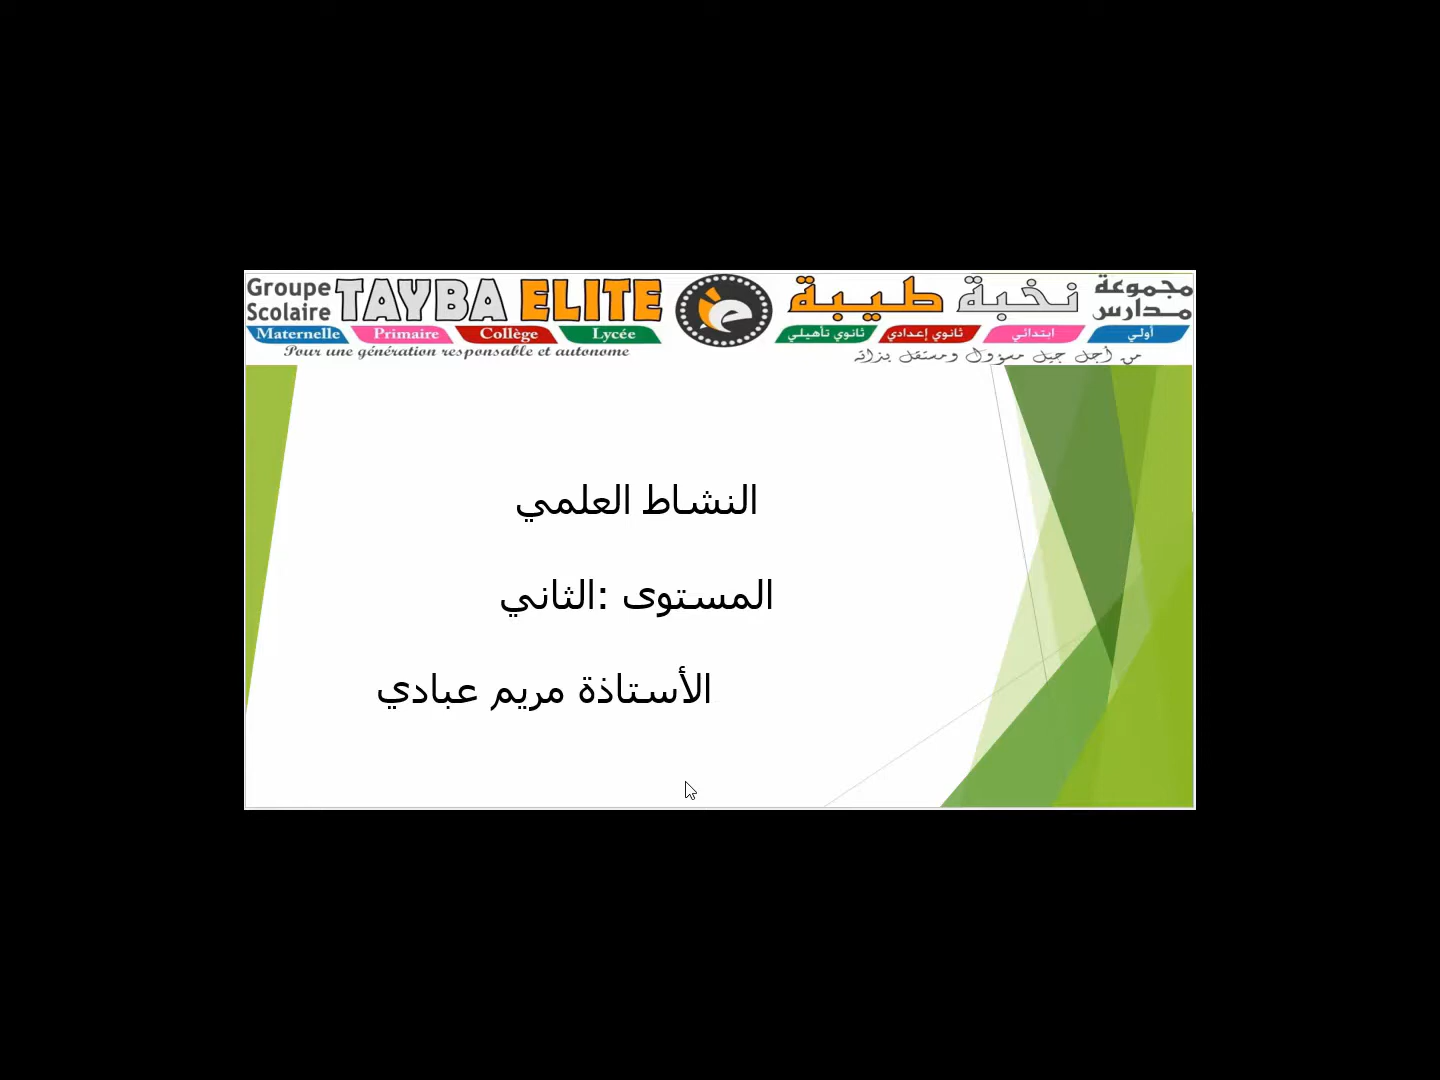 Groupe Scolaire TAYBA ELITE
Maternelle Primaire Collège Lycée
Pour une génération responsable et autonome
مجموعة مدارس نخبة طيبة
أولي ابتدائي ثانوي إعدادي ثانوي تأهيلي
من أجل جيل مسؤول ومستقل بذاته
النشاط العلمي
المستوى :الثاني
الأستاذة مريم عبادي